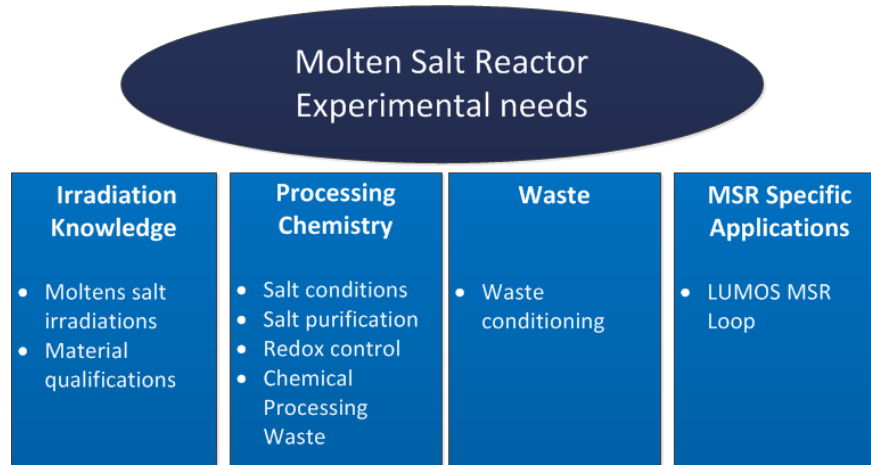 Molten Salt Reactor
Experimental needs
Irradiation
Knowledge
• Moltens salt
irradiations
• Material
qualifications
Processing
Chemistry
• Salt conditions
• Salt purification
• Redox control
• Chemical
Processing
Waste
Waste
• Waste
conditioning
MSR Specific
Applications
• LUMOS MSR
Loop